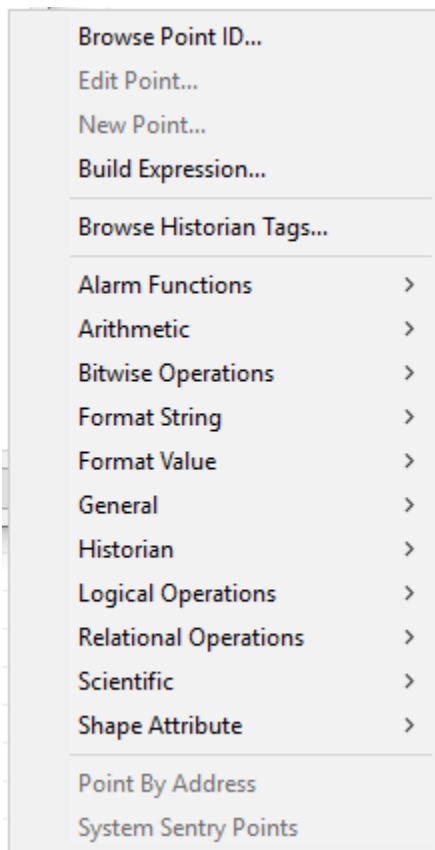 Browse Point ID...
Edit Point...
New Point...
Build Expression...
Browse Historian Tags...
Alarm Functions
Arithmetic
Bitwise Operations
Format String
Format Value
General
Historian
Logical Operations
Relational Operations
Scientific
Shape Attribute
Point By Address
System Sentry Points